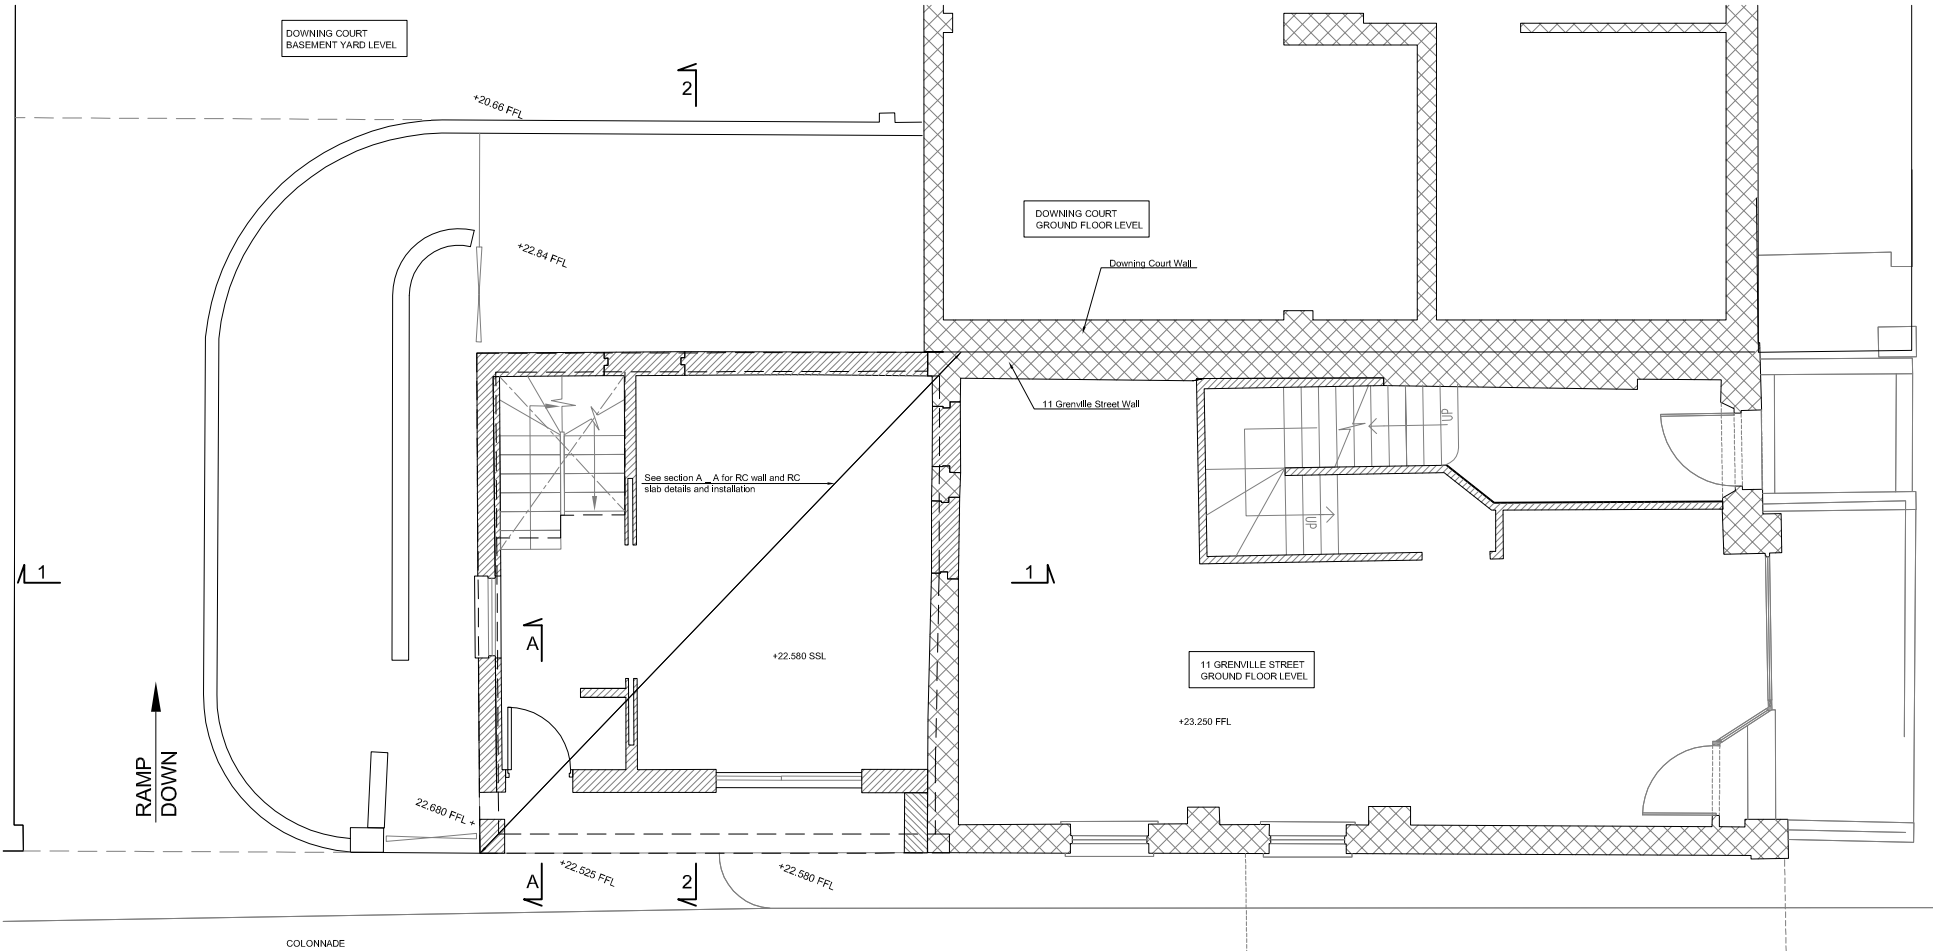 DOWNING COURT
BASEMENT YARD LEVEL
2
+20.66 FFL
DOWNING COURT
GROUND FLOOR LEVEL
+22.84 FFL
Downing Court Wall
11 Grenville Street Wall
UP
See section A _ A for RC wall and RC
slab details and installation
UP
1
1
A
+22.580 SSL
11 GRENVILLE STREET
GROUND FLOOR LEVEL
+23.250 FFL
RAMP
DOWN
22.680 FFL +
A
+22.525 FFL
2
+22.580 FFL
COLONNADE